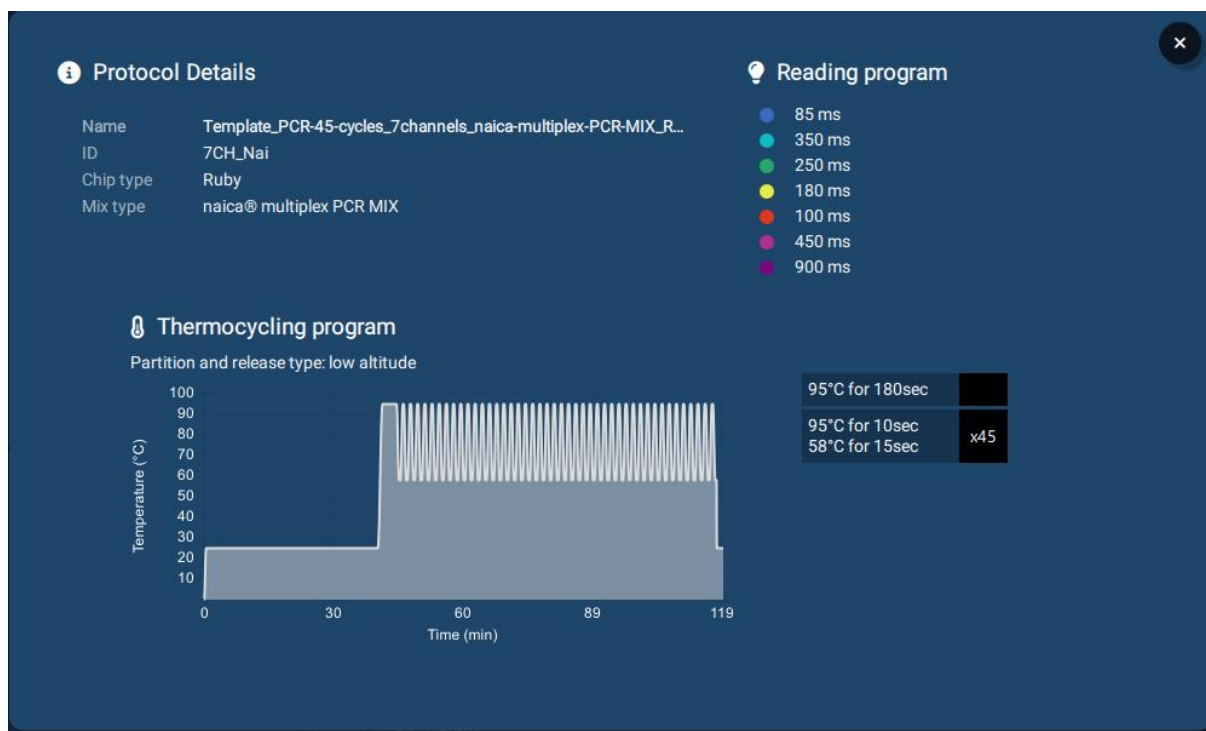 Protocol Details
Name Template_PCR-45-cycles_7channels_naica-multiplex-PCR-MIX_R...
ID 7CH_Nai
Chip type Ruby
Mix type naica® multiplex PCR MIX
Reading program
85 ms
350 ms
250 ms
180 ms
100 ms
450 ms
900 ms
Thermocycling program
Partition and release type: low altitude
Temperature (°C)
100
90
80
70
60
50
40
30
20
10
0 30 60 89 119
Time (min)
95°C for 180sec
95°C for 10sec
58°C for 15sec
x45